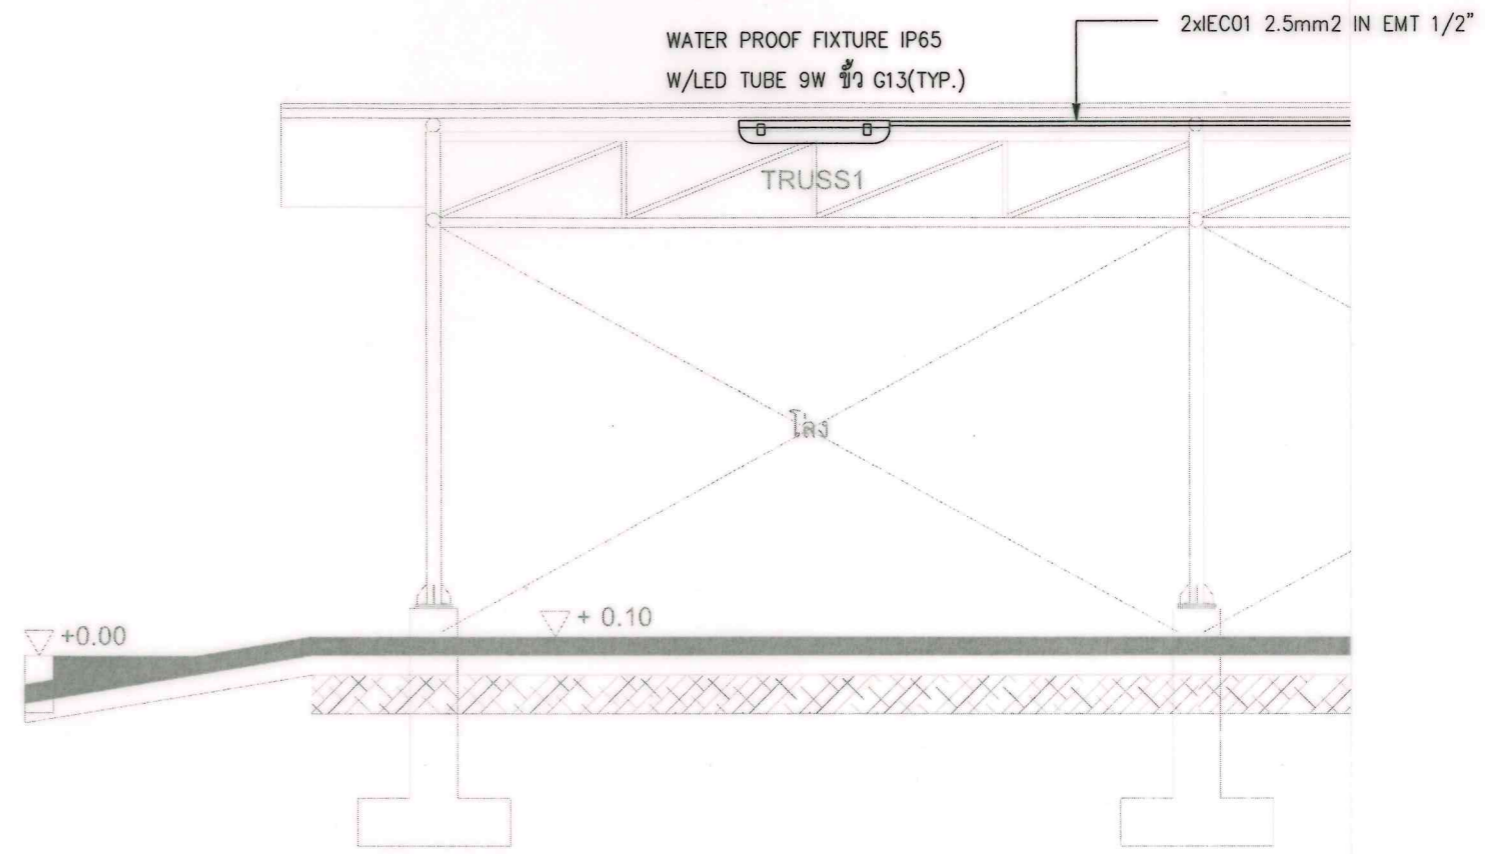 WATER PROOF FIXTURE IP65
W/LED TUBE 9W ขั้ว G13(TYP.)
2xIEC01 2.5mm2 IN EMT 1/2"
TRUSS1
โล่ง
+ 0.10
+0.00